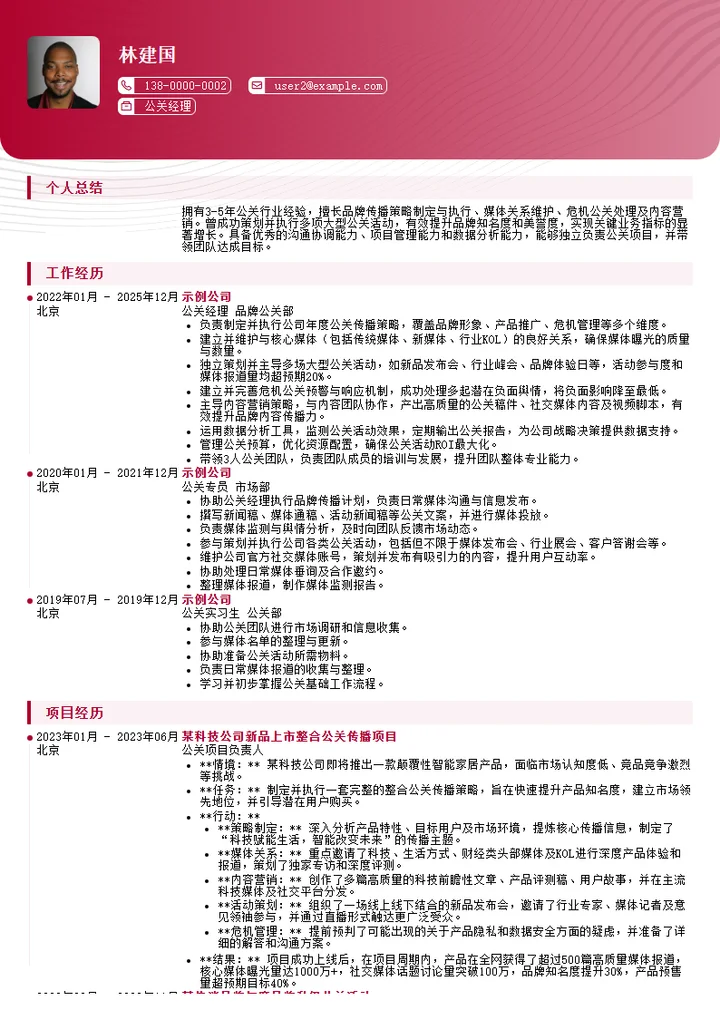 林建国
138-0000-0002
user2@example.com
公关经理
个人总结
拥有3-5年公关行业经验，擅长品牌传播策略制定与执行、媒体关系维护、危机公关处理及内容营
销。曾成功策划并执行多项大型公关活动，有效提升品牌知名度和美誉度，实现关键业务指标的显
著增长。具备优秀的沟通协调能力、项目管理能力和数据分析能力，能够独立负责公关项目，并带
领团队达成目标。
工作经历
2022年01月 - 2025年12月 示例公司
北京 公关经理 品牌公关部
• 负责制定并执行公司年度公关传播策略，覆盖品牌形象、产品推广、危机管理等多个维度。
• 建立并维护与核心媒体（包括传统媒体、新媒体、行业KOL）的良好关系，确保媒体曝光的质量
与数量。
• 独立策划并主导多场大型公关活动，如新品发布会、行业峰会、品牌体验日等，活动参与度和
媒体报道量均超预期20%。
• 建立并完善危机公关预警与响应机制，成功处理多起潜在负面舆情，将负面影响降至最低。
• 主导内容营销策略，与内容团队协作，产出高质量的公关稿件、社交媒体内容及视频脚本，有
效提升品牌内容传播力。
• 运用数据分析工具，监测公关活动效果，定期输出公关报告，为公司战略决策提供数据支持。
• 管理公关预算，优化资源配置，确保公关活动ROI最大化。
• 带领3人公关团队，负责团队成员的培训与发展，提升团队整体专业能力。
2020年01月 - 2021年12月 示例公司
北京 公关专员 市场部
• 协助公关经理执行品牌传播计划，负责日常媒体沟通与信息发布。
• 撰写新闻稿、媒体通稿、活动新闻稿等公关文案，并进行媒体投放。
• 负责媒体监测与舆情分析，及时向团队反馈市场动态。
• 参与策划并执行公司各类公关活动，包括但不限于媒体发布会、行业展会、客户答谢会等。
• 维护公司官方社交媒体账号，策划并发布有吸引力的内容，提升用户互动率。
• 协助处理日常媒体垂询及合作邀约。
• 整理媒体报道，制作媒体监测报告。
2019年07月 - 2019年12月 示例公司
北京 公关实习生 公关部
• 协助公关团队进行市场调研和信息收集。
• 参与媒体名单的整理与更新。
• 协助准备公关活动所需物料。
• 负责日常媒体报道的收集与整理。
• 学习并初步掌握公关基础工作流程。
项目经历
2023年01月 - 2023年06月 某科技公司新品上市整合公关传播项目
北京 公关项目负责人
• **情境：** 某科技公司即将推出一款颠覆性智能家居产品，面临市场认知度低、竞品竞争激烈
等挑战。
• **任务：** 制定并执行一套完整的整合公关传播策略，旨在快速提升产品知名度，建立市场领
先地位，并引导潜在用户购买。
• **行动：**
• **策略制定：** 深入分析产品特性、目标用户及市场环境，提炼核心传播信息，制定了
“科技赋能生活，智能改变未来”的传播主题。
• **媒体关系：** 重点邀请了科技、生活方式、财经类头部媒体及KOL进行深度产品体验和
报道，策划了独家专访和深度评测。
• **内容营销：** 创作了多篇高质量的科技前瞻性文章、产品评测稿、用户故事，并在主流
科技媒体及社交平台分发。
• **活动策划：** 组织了一场线上线下结合的新品发布会，邀请了行业专家、媒体记者及意
见领袖参与，并通过直播形式触达更广泛受众。
• **危机管理：** 提前预判了可能出现的关于产品隐私和数据安全方面的疑虑，并准备了详
细的解答和沟通方案。
• **结果：** 项目成功上线后，在项目周期内，产品在全网获得了超过500篇高质量媒体报道，
核心媒体曝光量达1000万+，社交媒体话题讨论量突破100万，品牌知名度提升30%，产品预售
量超预期目标40%。